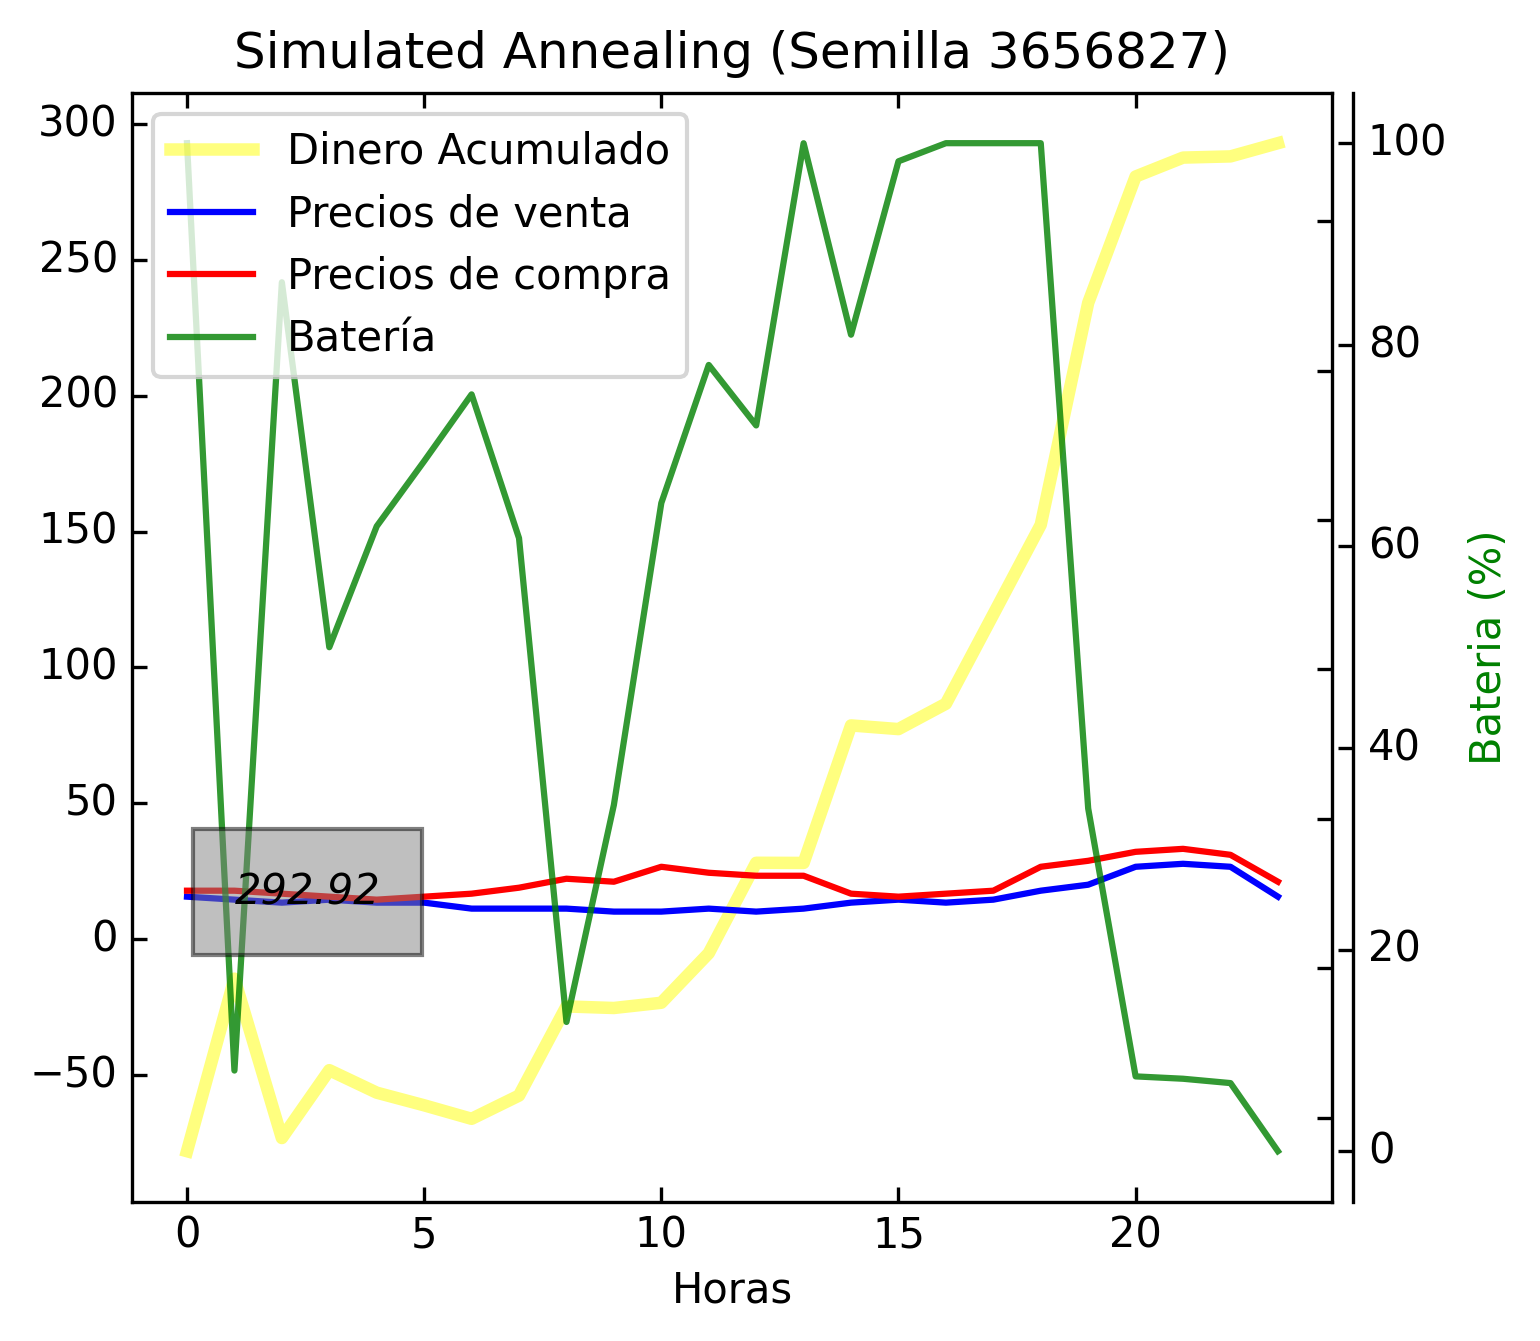 Simulated Annealing (Semilla 3656827)
Dinero Acumulado
Precios de venta
Precios de compra
Batería
300
250
200
150
100
50
0
−50
292.92
100
80
60
40
20
0
Bateria (%)
0 5 10 15 20
Horas